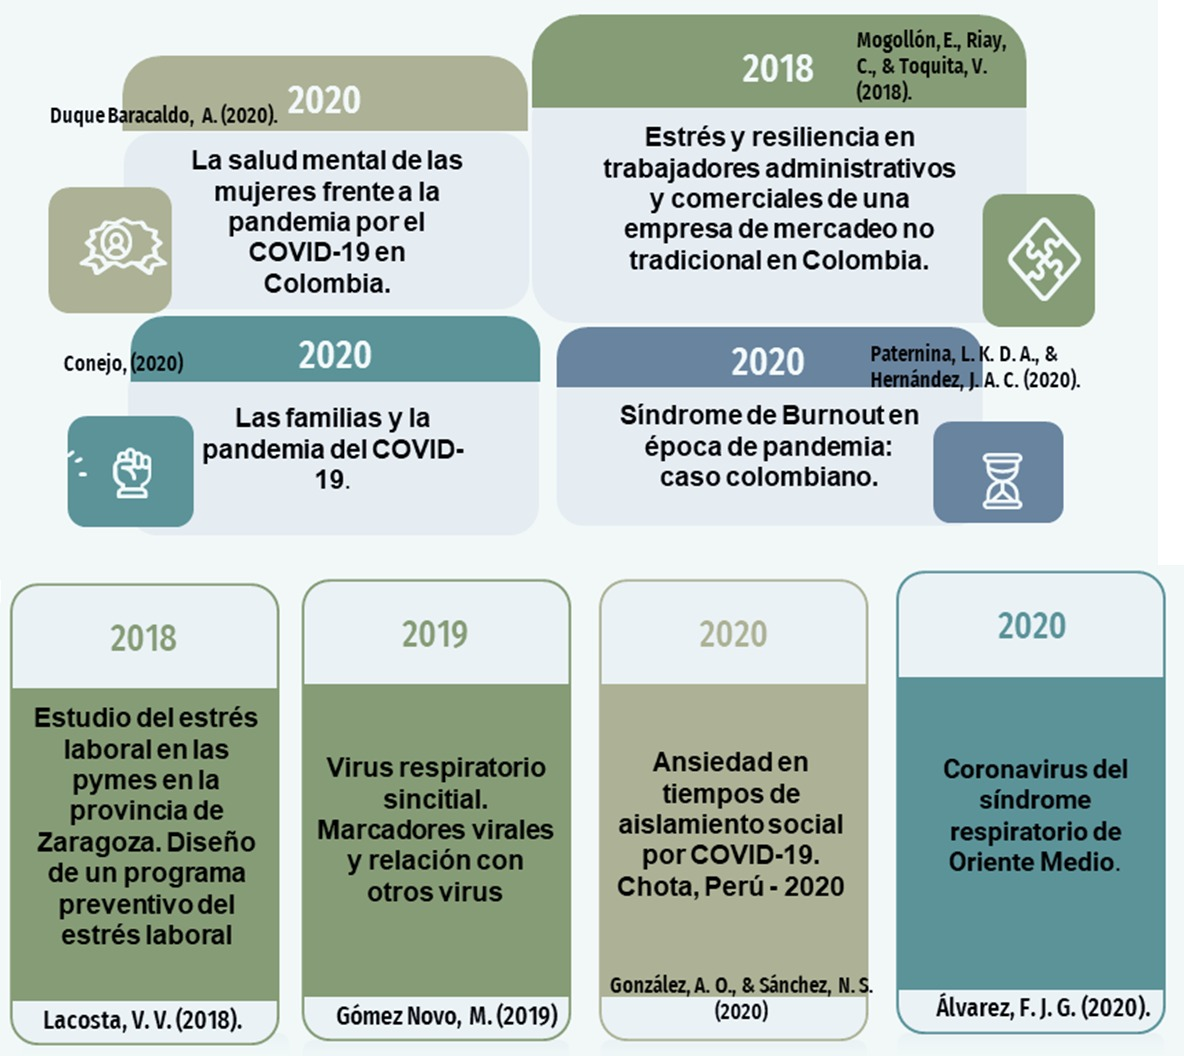 Duque Baracaldo, A. (2020).
2020
La salud mental de las
mujeres frente a la
pandemia por el
COVID-19 en
Colombia.
2018
Mogollón, E., Riay,
C., & Toquita, V.
(2018).
Estrés y resiliencia en
trabajadores administrativos
y comerciales de una
empresa de mercadeo no
tradicional en Colombia.
Conejo, (2020)
2020
Las familias y la
pandemia del COVID-
19.
2020
Paternina, L. K. D. A., &
Hernández, J. A. C. (2020).
Síndrome de Burnout en
época de pandemia:
caso colombiano.
2018
Estudio del estrés
laboral en las
pymes en la
provincia de
Zaragoza. Diseño
de un programa
preventivo del
estrés laboral
Lacosta, V. V. (2018).
2019
Virus respiratorio
sincitial.
Marcadores virales
y relación con
otros virus
Gómez Novo, M. (2019)
2020
Ansiedad en
tiempos de
aislamiento social
por COVID-19.
Chota, Perú - 2020
González, A. O., & Sánchez, N. S.
(2020)
2020
Coronavirus del
síndrome
respiratorio de
Oriente Medio.
Álvarez, F. J. G. (2020).